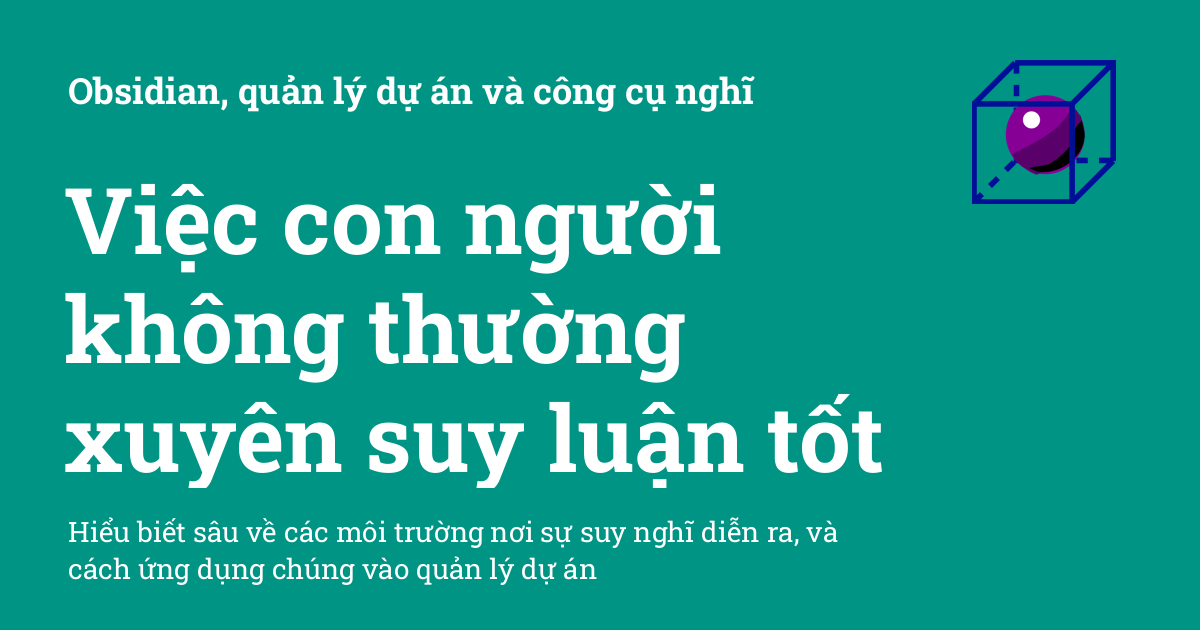 Obsidian, quản lý dự án và công cụ nghĩ
Việc con người
không thường
xuyên suy luận tốt
Hiểu biết sâu về các môi trường nơi sự suy nghĩ diễn ra, và
cách ứng dụng chúng vào quản lý dự án